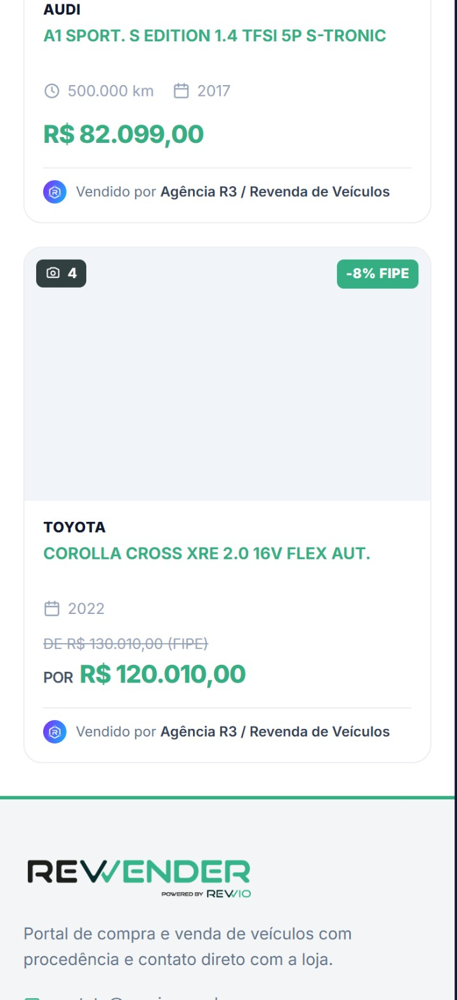 AUDI
A1 SPORT. S EDITION 1.4 TFSI 5P S-TRONIC
500.000 km 2017
R$ 82.099,00
Vendido por Agência R3 / Revenda de Veículos
4 -8% FIPE
TOYOTA
COROLLA CROSS XRE 2.0 16V FLEX AUT.
2022
DE R$ 130.010,00 (FIPE)
POR R$ 120.010,00
Vendido por Agência R3 / Revenda de Veículos
REVVENDER
POWERED BY REVVIO
Portal de compra e venda de veículos com
procedência e contato direto com a loja.